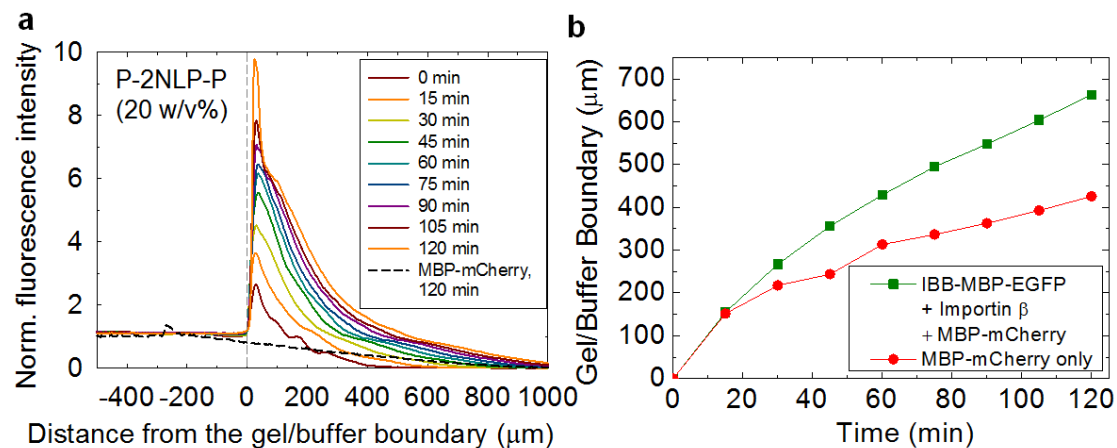 a
Norm. fluorescence intensity
10
8
6
4
2
0
P-2NLP-P
(20 w/v%)
0 min
15 min
30 min
45 min
60 min
75 min
90 min
105 min
120 min
MBP-mCherry,
120 min
-400 -200 0 200 400 600 800 1000
Distance from the gel/buffer boundary (μm)
b
Gel/Buffer Boundary (μm)
700
600
500
400
300
200
100
0
IBB-MBP-EGFP
+ Importin β
+ MBP-mCherry
MBP-mCherry only
0 20 40 60 80 100 120
Time (min)